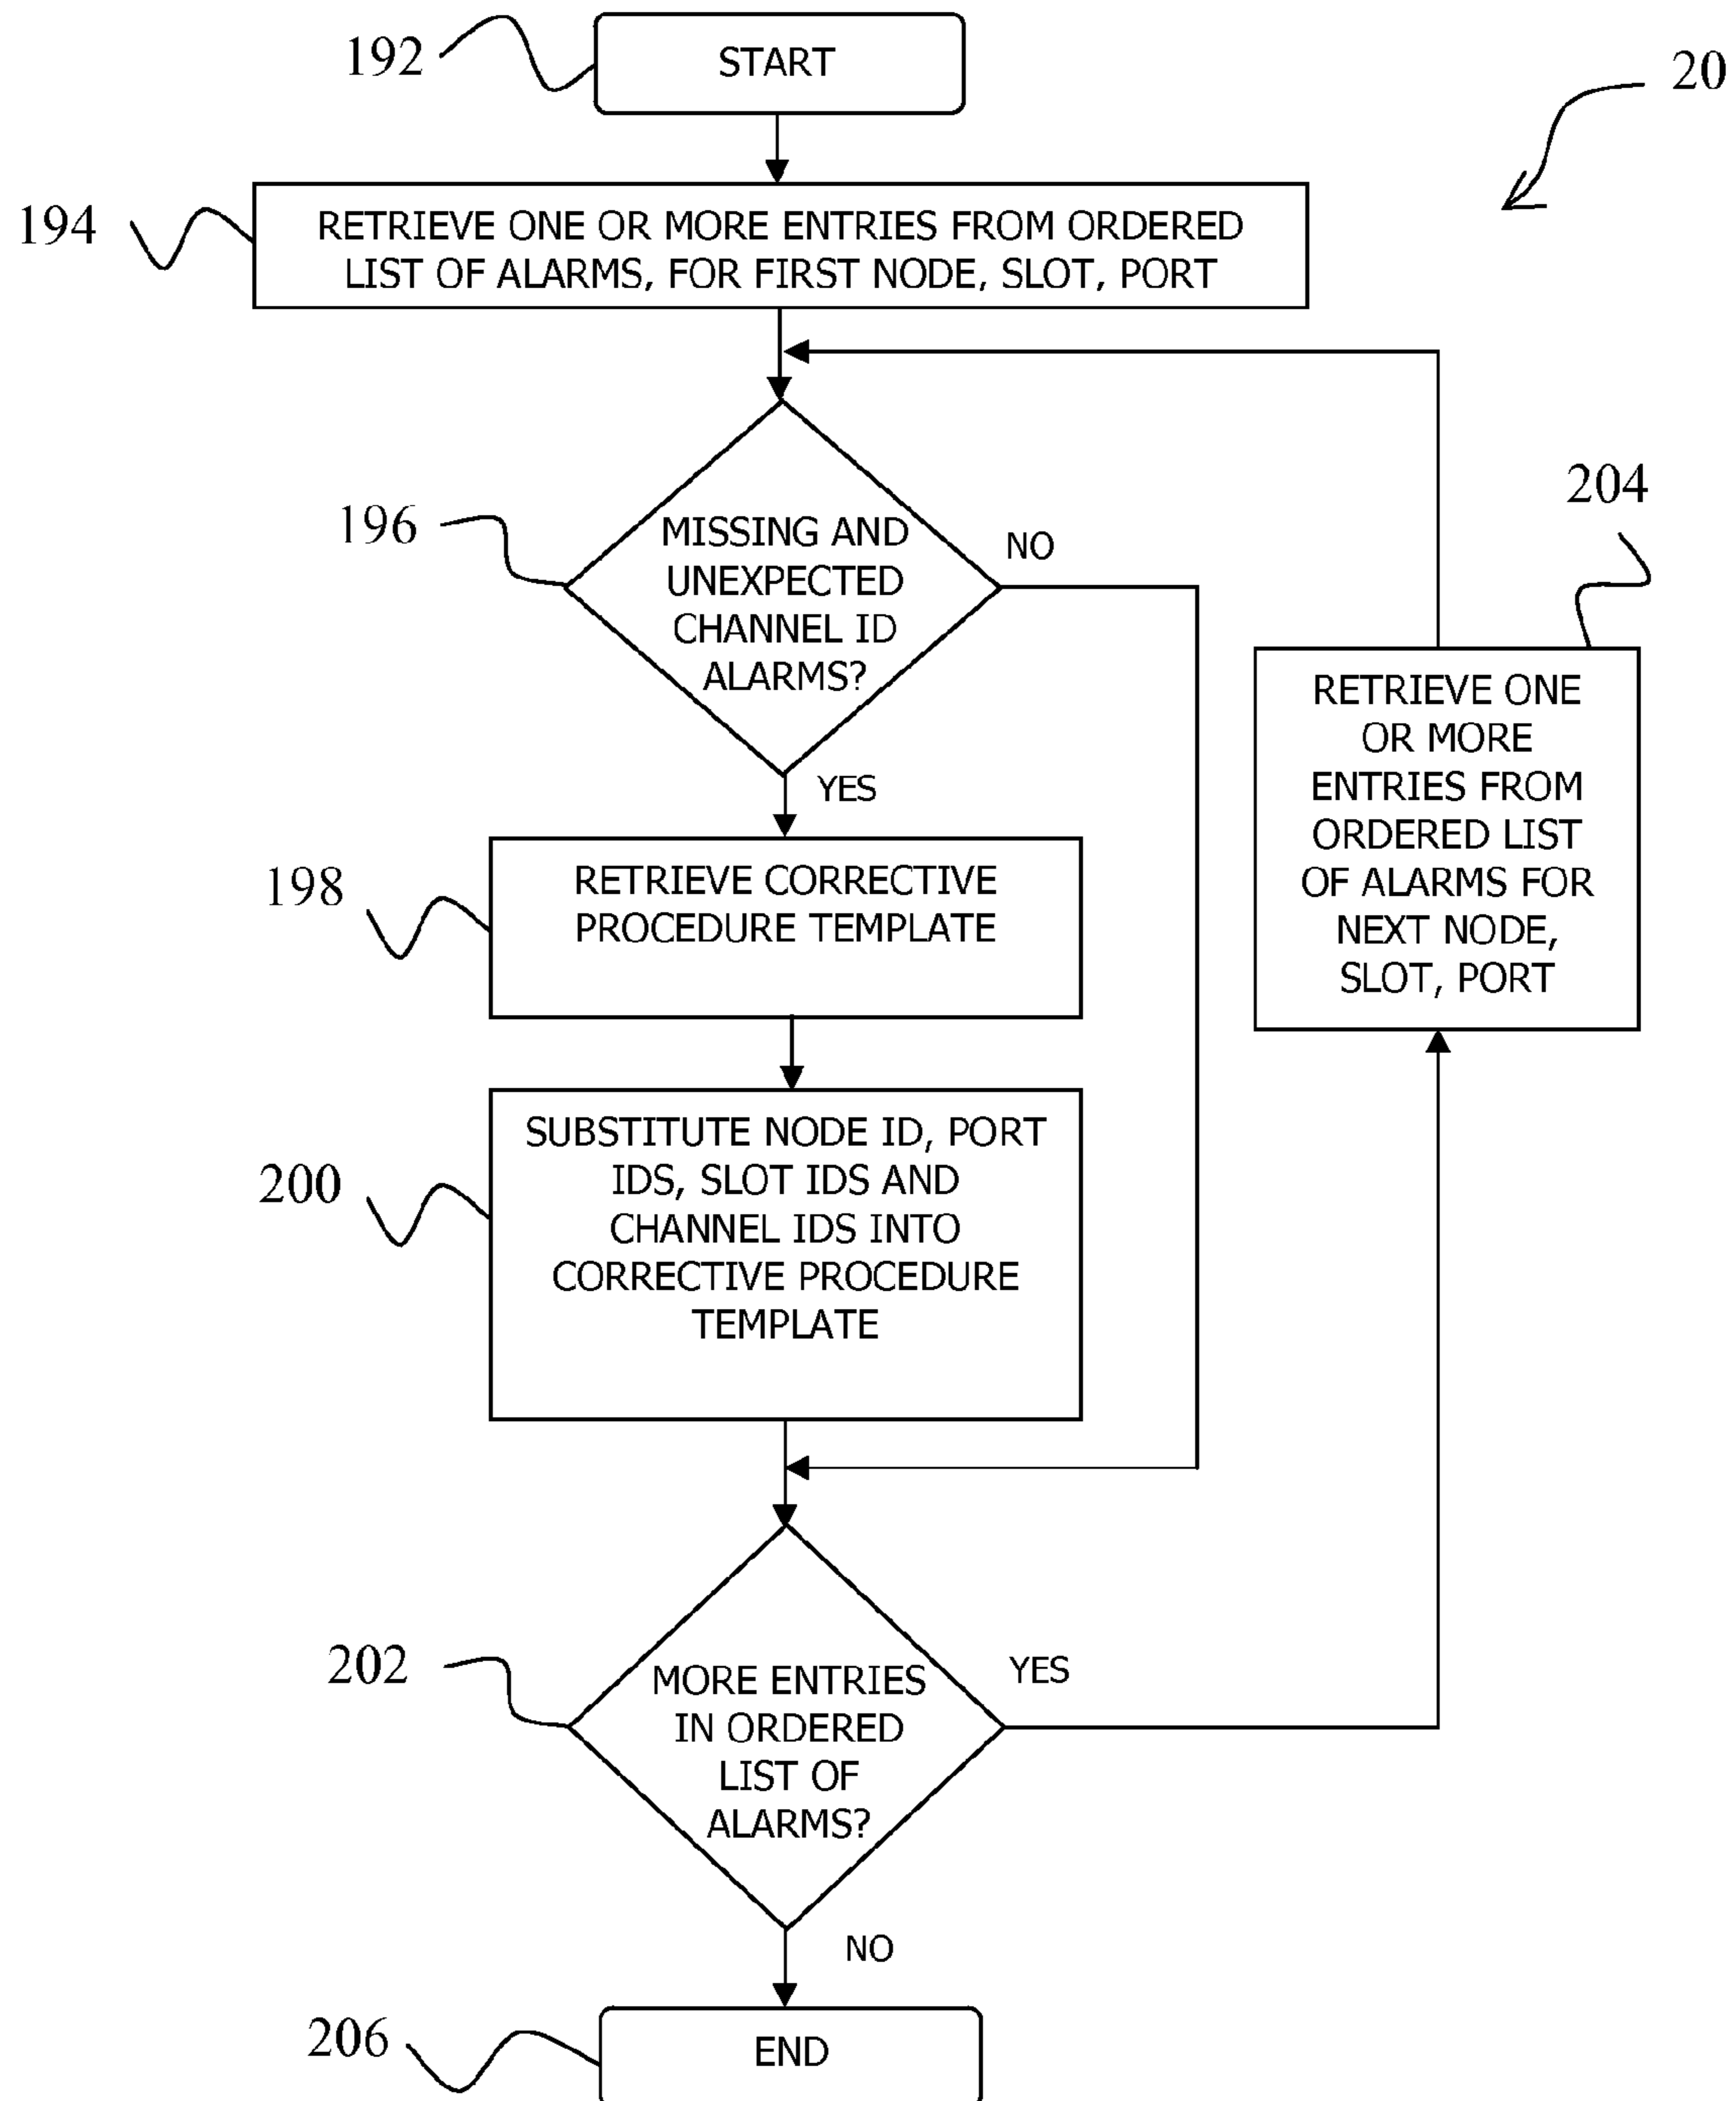 192
START
20
194
RETRIEVE ONE OR MORE ENTRIES FROM ORDERED
LIST OF ALARMS, FOR FIRST NODE, SLOT, PORT
196
MISSING AND
UNEXPECTED
CHANNEL ID
ALARMS?
NO
YES
204
RETRIEVE ONE
OR MORE
ENTRIES FROM
ORDERED LIST
OF ALARMS FOR
NEXT NODE,
SLOT, PORT
198
RETRIEVE CORRECTIVE
PROCEDURE TEMPLATE
200
SUBSTITUTE NODE ID, PORT
IDS, SLOT IDS AND
CHANNEL IDS INTO
CORRECTIVE PROCEDURE
TEMPLATE
202
MORE ENTRIES
IN ORDERED
LIST OF
ALARMS?
YES
NO
206
END